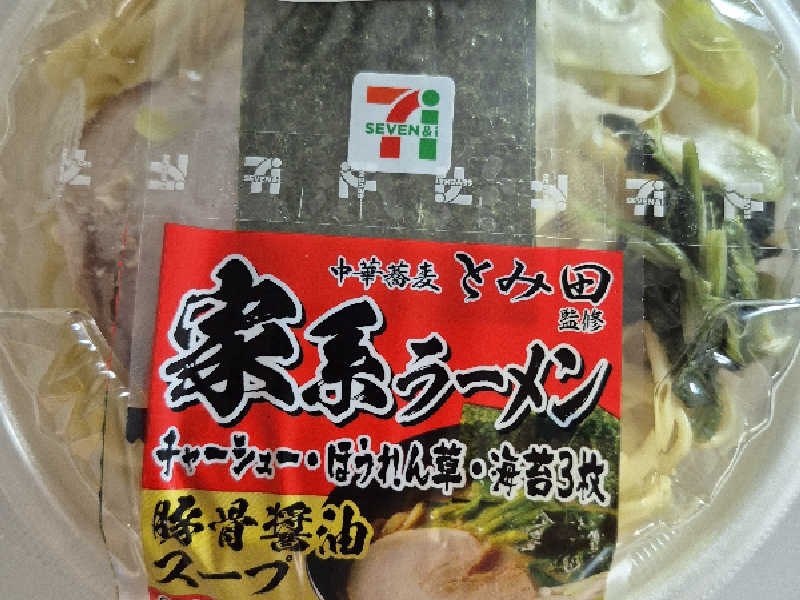 7i
SEVEN&i
SEVEN&i
SEVEN&i
中華蕎麦 とみ田
監修
家系ラーメン
チャーシュー・ほうれん草・海苔3枚
豚骨醤油
スープ